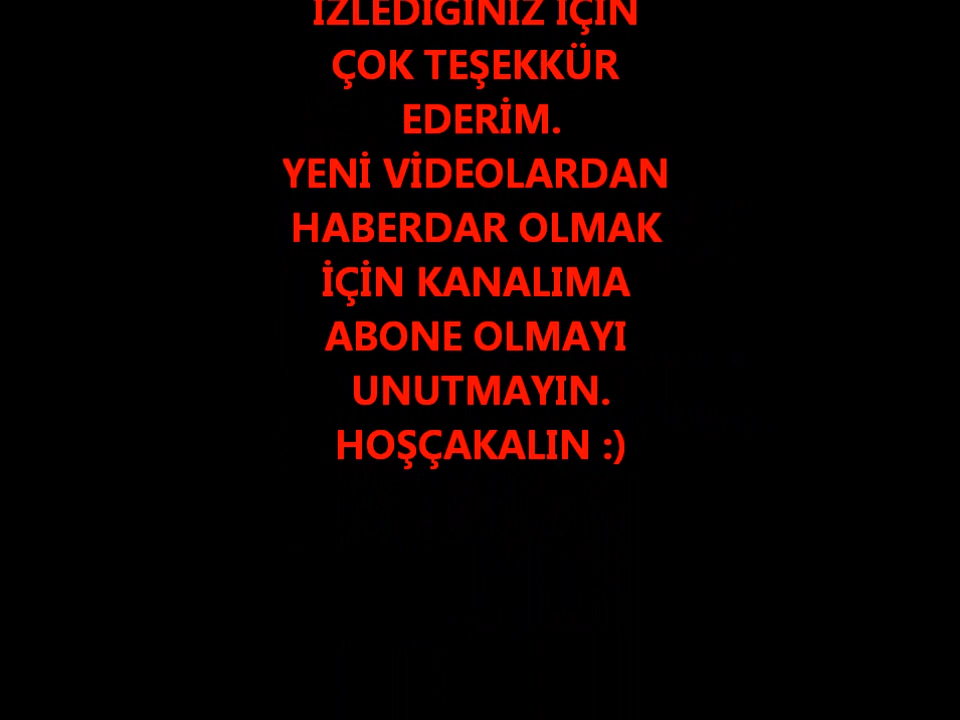 İZLEDİĞİNİZ İÇİN
ÇOK TEŞEKKÜR
EDERİM.
YENİ VİDEOLARDAN
HABERDAR OLMAK
İÇİN KANALIMA
ABONE OLMAYI
UNUTMAYIN.
HOŞÇAKALIN :)